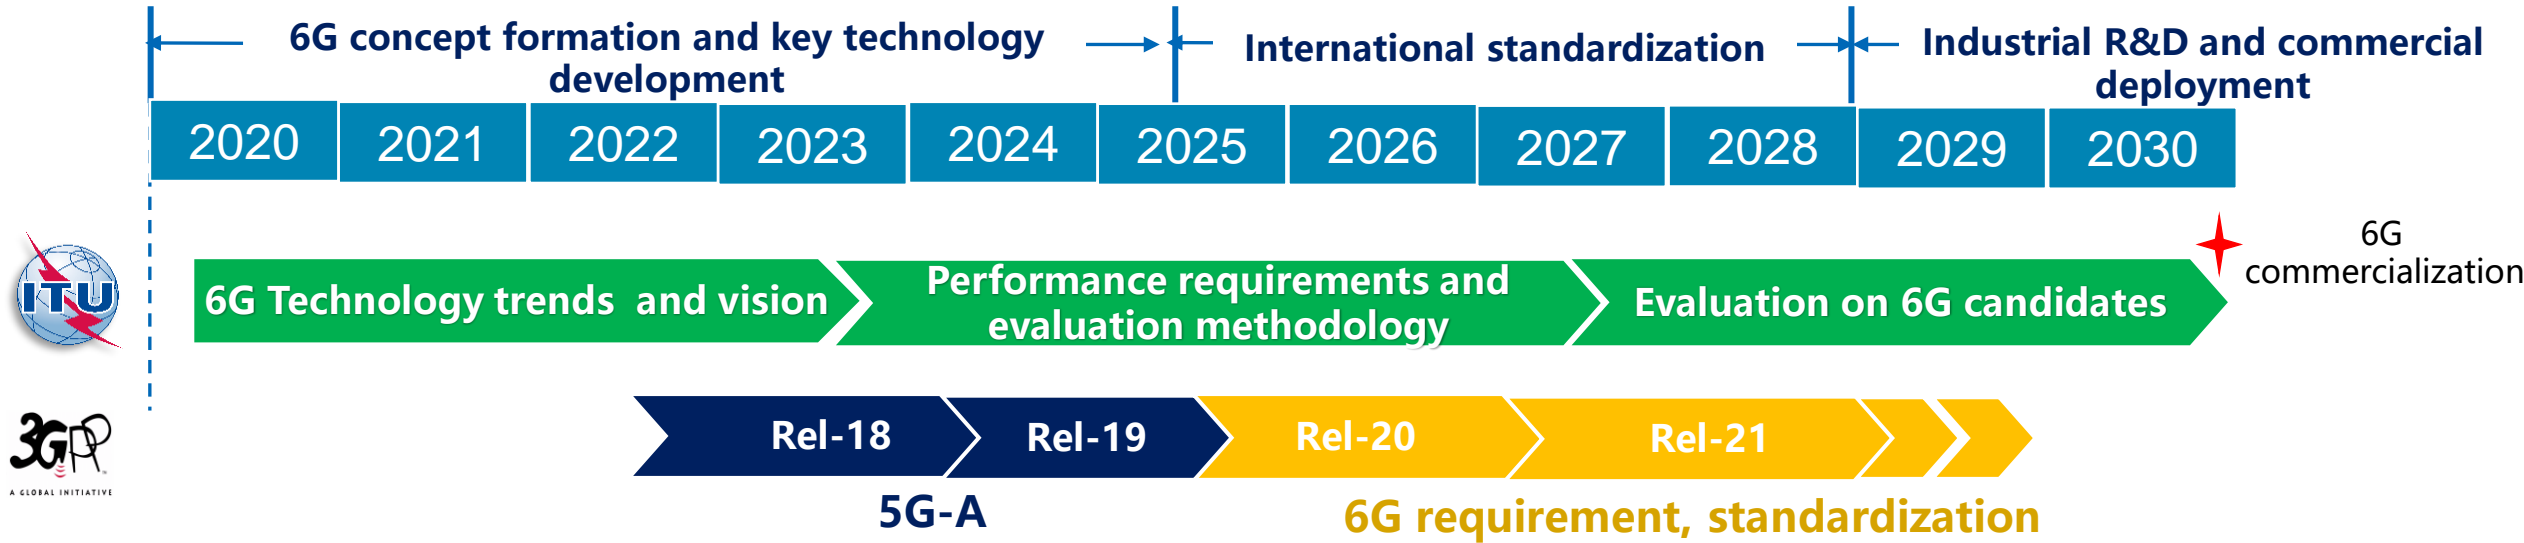 6G concept formation and key technology
development
International standardization
Industrial R&D and commercial
deployment
2020
2021
2022
2023
2024
2025
2026
2027
2028
2029
2030
ITU
6G Technology trends and vision
Performance requirements and
evaluation methodology
Evaluation on 6G candidates
6G
commercialization
3GPP
A GLOBAL INITIATIVE
Rel-18
Rel-19
Rel-20
Rel-21
5G-A
6G requirement, standardization